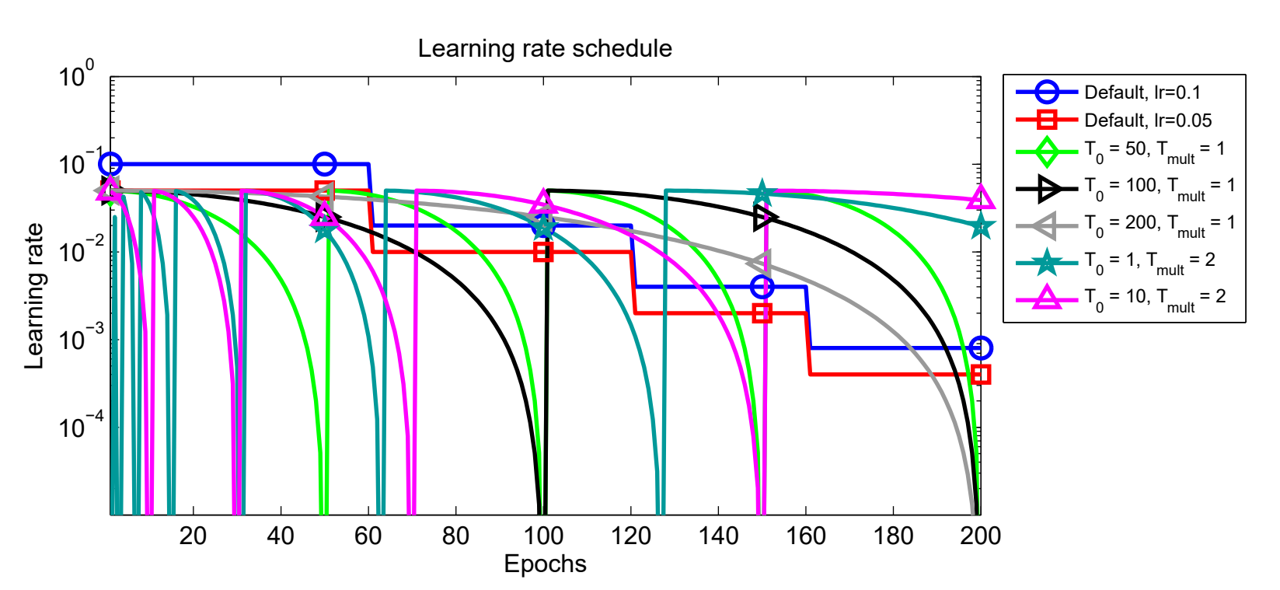 Learning rate schedule
10^0
10^−1
10^−2
10^−3
10^−4
Learning rate
20 40 60 80 100 120 140 160 180 200
Epochs
Default, lr=0.1
Default, lr=0.05
T_0 = 50, T_mult = 1
T_0 = 100, T_mult = 1
T_0 = 200, T_mult = 1
T_0 = 1, T_mult = 2
T_0 = 10, T_mult = 2